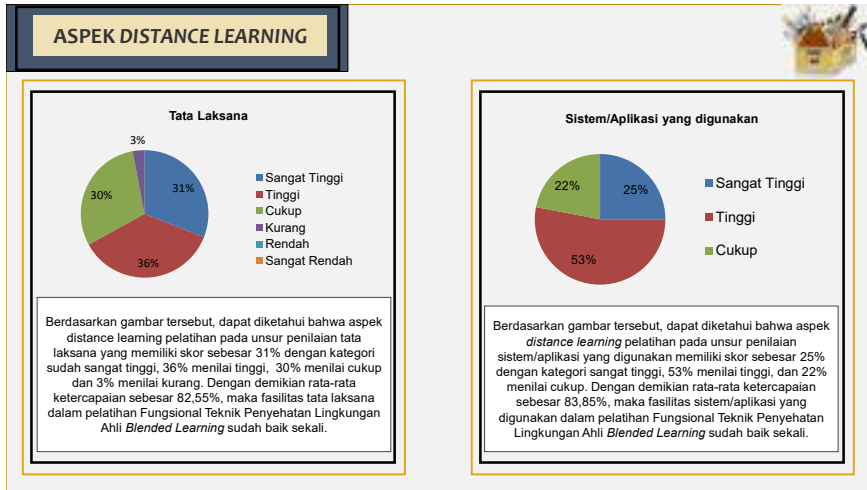 ASPEK DISTANCE LEARNING
Tata Laksana
3%
31%
30%
36%
Sangat Tinggi
Tinggi
Cukup
Kurang
Rendah
Sangat Rendah
Berdasarkan gambar tersebut, dapat diketahui bahwa aspek
distance learning pelatihan pada unsur penilaian tata
laksana yang memiliki skor sebesar 31% dengan kategori
sudah sangat tinggi, 36% menilai tinggi, 30% menilai cukup
dan 3% menilai kurang. Dengan demikian rata-rata
ketercapaian sebesar 82,55%, maka fasilitas tata laksana
dalam pelatihan Fungsional Teknik Penyehatan Lingkungan
Ahli Blended Learning sudah baik sekali.
Sistem/Aplikasi yang digunakan
22%
25%
53%
Sangat Tinggi
Tinggi
Cukup
Berdasarkan gambar tersebut, dapat diketahui bahwa aspek
distance learning pelatihan pada unsur penilaian
sistem/aplikasi yang digunakan memiliki skor sebesar 25%
dengan kategori sangat tinggi, 53% menilai tinggi, dan 22%
menilai cukup. Dengan demikian rata-rata ketercapaian
sebesar 83,85%, maka fasilitas sistem/aplikasi yang
digunakan dalam pelatihan Fungsional Teknik Penyehatan
Lingkungan Ahli Blended Learning sudah baik sekali.